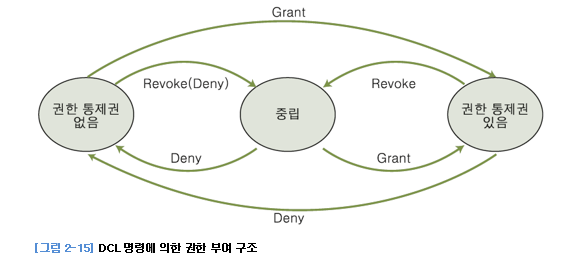 Grant
권한 통제권
없음
Revoke(Deny)
중립
Revoke
권한 통제권
있음
Deny
Grant
Deny
[그림 2-15] DCL 명령에 의한 권한 부여 구조